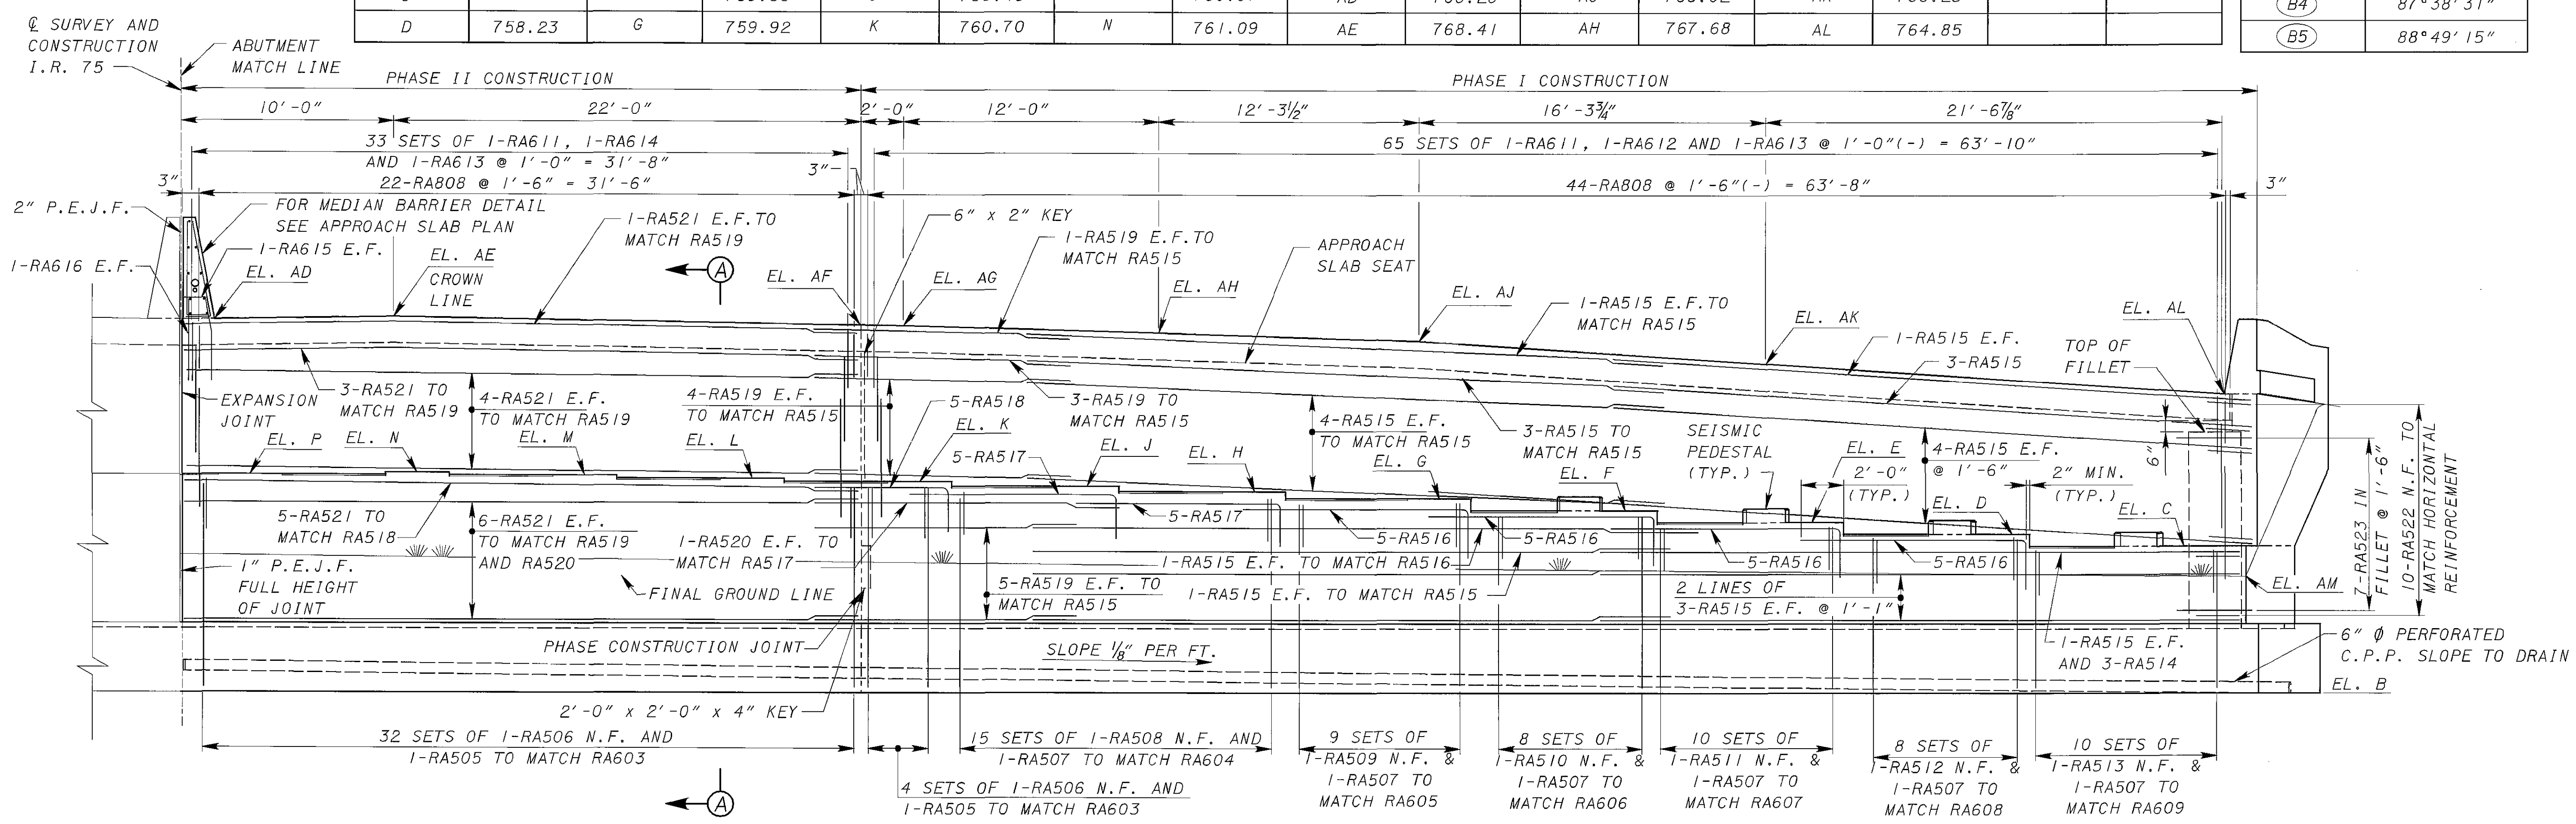 B4 87°38'31"
D 758.23 G 759.92 K 760.70 N 761.09 AE 768.41 AH 767.68 AL 764.85
B5 88°49'15"
℄ SURVEY AND
CONSTRUCTION
I.R. 75
ABUTMENT
MATCH LINE
PHASE II CONSTRUCTION
PHASE I CONSTRUCTION
10'-0"
22'-0"
2'-0"
12'-0"
12'-3½"
16'-3¾"
21'-6⅞"
33 SETS OF 1-RA611, 1-RA614
AND 1-RA613 @ 1'-0" = 31'-8"
65 SETS OF 1-RA611, 1-RA612 AND 1-RA613 @ 1'-0"(-) = 63'-10"
3"
22-RA808 @ 1'-6" = 31'-6"
3"
44-RA808 @ 1'-6"(-) = 63'-8"
3"
2" P.E.J.F.
FOR MEDIAN BARRIER DETAIL
SEE APPROACH SLAB PLAN
1-RA615 E.F.
1-RA616 E.F.
EL. AD
EL. AE
CROWN
LINE
1-RA521 E.F.TO
MATCH RA519
A
EL. AF
6" x 2" KEY
EL. AG
1-RA519 E.F.TO
MATCH RA515
EL. AH
APPROACH
SLAB SEAT
EL. AJ
1-RA515 E.F.TO
MATCH RA515
EL. AK
1-RA515 E.F.
3-RA515
TOP OF
FILLET
EL. AL
EXPANSION
JOINT
3-RA521 TO
MATCH RA519
4-RA521 E.F.
TO MATCH RA519
4-RA519 E.F.
TO MATCH RA515
5-RA518
3-RA519 TO
MATCH RA515
4-RA515 E.F.
TO MATCH RA515
3-RA515 TO
MATCH RA515
SEISMIC
PEDESTAL
(TYP.)
4-RA515 E.F.
@ 1'-6"
6"
EL. P
EL. N
EL. M
EL. L
EL. K
5-RA517
EL. J
EL. H
EL. G
EL. F
EL. E
2'-0"
(TYP.)
2" MIN.
(TYP.)
EL. D
EL. C
7-RA523 IN
FILLET @ 1'-6"
10-RA522 N.F. TO
MATCH HORIZONTAL
REINFORCEMENT
5-RA521 TO
MATCH RA518
6-RA521 E.F.
TO MATCH RA519
AND RA520
1-RA520 E.F. TO
MATCH RA517
5-RA517
5-RA516
5-RA516
5-RA516
5-RA516
1-RA515 E.F. TO MATCH RA516
1" P.E.J.F.
FULL HEIGHT
OF JOINT
FINAL GROUND LINE
5-RA519 E.F. TO
MATCH RA515
1-RA515 E.F. TO MATCH RA515
2 LINES OF
3-RA515 E.F. @ 1'-1"
EL. AM
PHASE CONSTRUCTION JOINT
SLOPE ⅛" PER FT.
1-RA515 E.F.
AND 3-RA514
6" ϕ PERFORATED
C.P.P. SLOPE TO DRAIN
EL. B
2'-0" x 2'-0" x 4" KEY
32 SETS OF 1-RA506 N.F. AND
1-RA505 TO MATCH RA603
A
4 SETS OF 1-RA506 N.F. AND
1-RA505 TO MATCH RA603
15 SETS OF 1-RA508 N.F. AND
1-RA507 TO MATCH RA604
9 SETS OF
1-RA509 N.F. &
1-RA507 TO
MATCH RA605
8 SETS OF
1-RA510 N.F. &
1-RA507 TO
MATCH RA606
10 SETS OF
1-RA511 N.F. &
1-RA507 TO
MATCH RA607
8 SETS OF
1-RA512 N.F. &
1-RA507 TO
MATCH RA608
10 SETS OF
1-RA513 N.F. &
1-RA507 TO
MATCH RA609